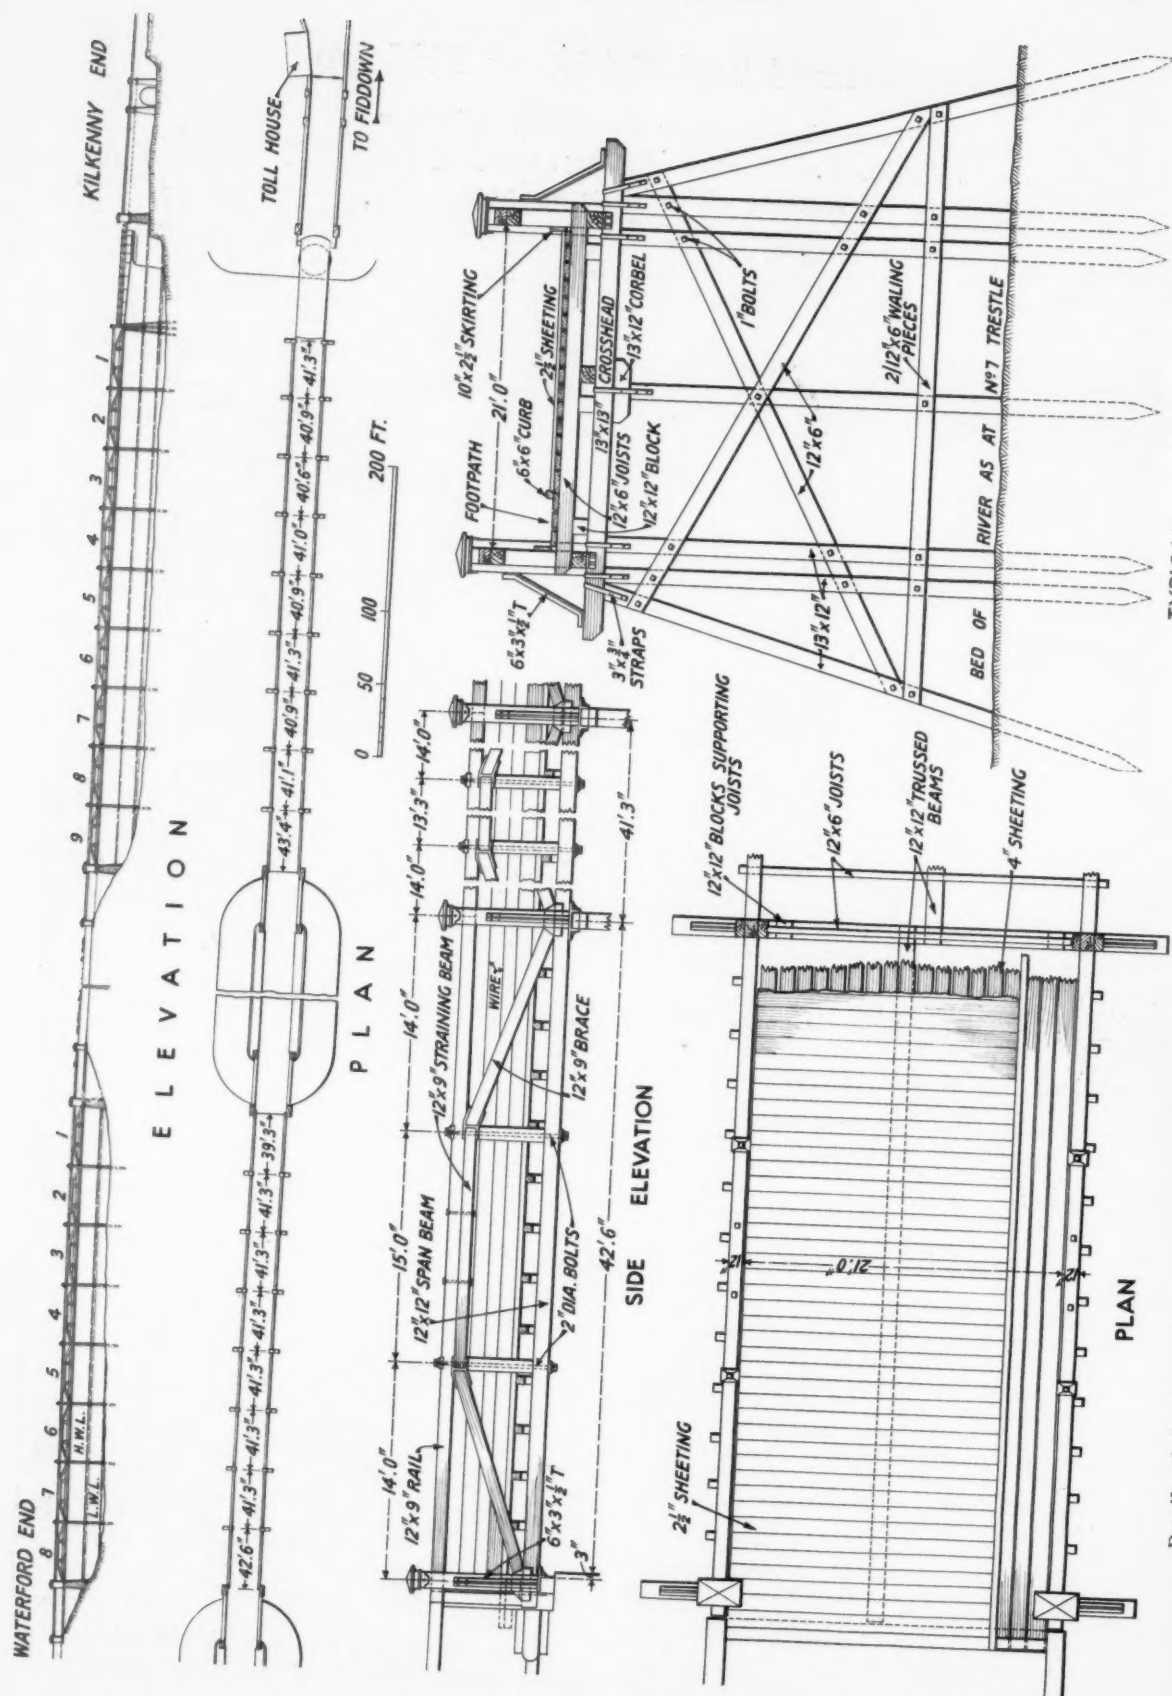 WATERFORD END
KILKENNY END
8
7
6
5
4
3
2
1
9
8
7
6
5
4
3
2
1
H.W.L.
L.W.L.
ELEVATION
TOLL HOUSE
TO FIDDOWN
42'.6"
41'.3"
41'.3"
41'.3"
41'.3"
41'.3"
41'.3"
39'.3"
43'.4"
41'.1"
40'.9"
41'.3"
40'.9"
41'.0"
40'.6"
40'.9"
41'.3"
PLAN
0
50
100
200 FT.
14'.0"
15'.0"
14'.0"
14'.0"
13'.3"
14'.0"
12"x9" RAIL
12"x12" SPAN BEAM
12"x9" STRAINING BEAM
WIRE
6"x3"x½" T
2" DIA. BOLTS
12"x9" BRACE
3"
42'.6"
41'.3"
SIDE ELEVATION
FOOTPATH
6"x6" CURB
10"x2½" SKIRTING
21'.0"
2½" SHEETING
6"x3"x½" T
3"x¾" STRAPS
12"x6" JOISTS
12"x12" BLOCK
13"x13" CROSSHEAD
13"x12" CORBEL
1" BOLTS
13"x12"
12"x6"
2/12"x6" WALING
PIECES
BED OF RIVER AS AT Nº 7 TRESTLE
2½" SHEETING
12"x12" BLOCKS SUPPORTING
JOISTS
12"x6" JOISTS
12"x12" TRUSSED
BEAMS
4" SHEETING
12"
21'.0"
12"
PLAN